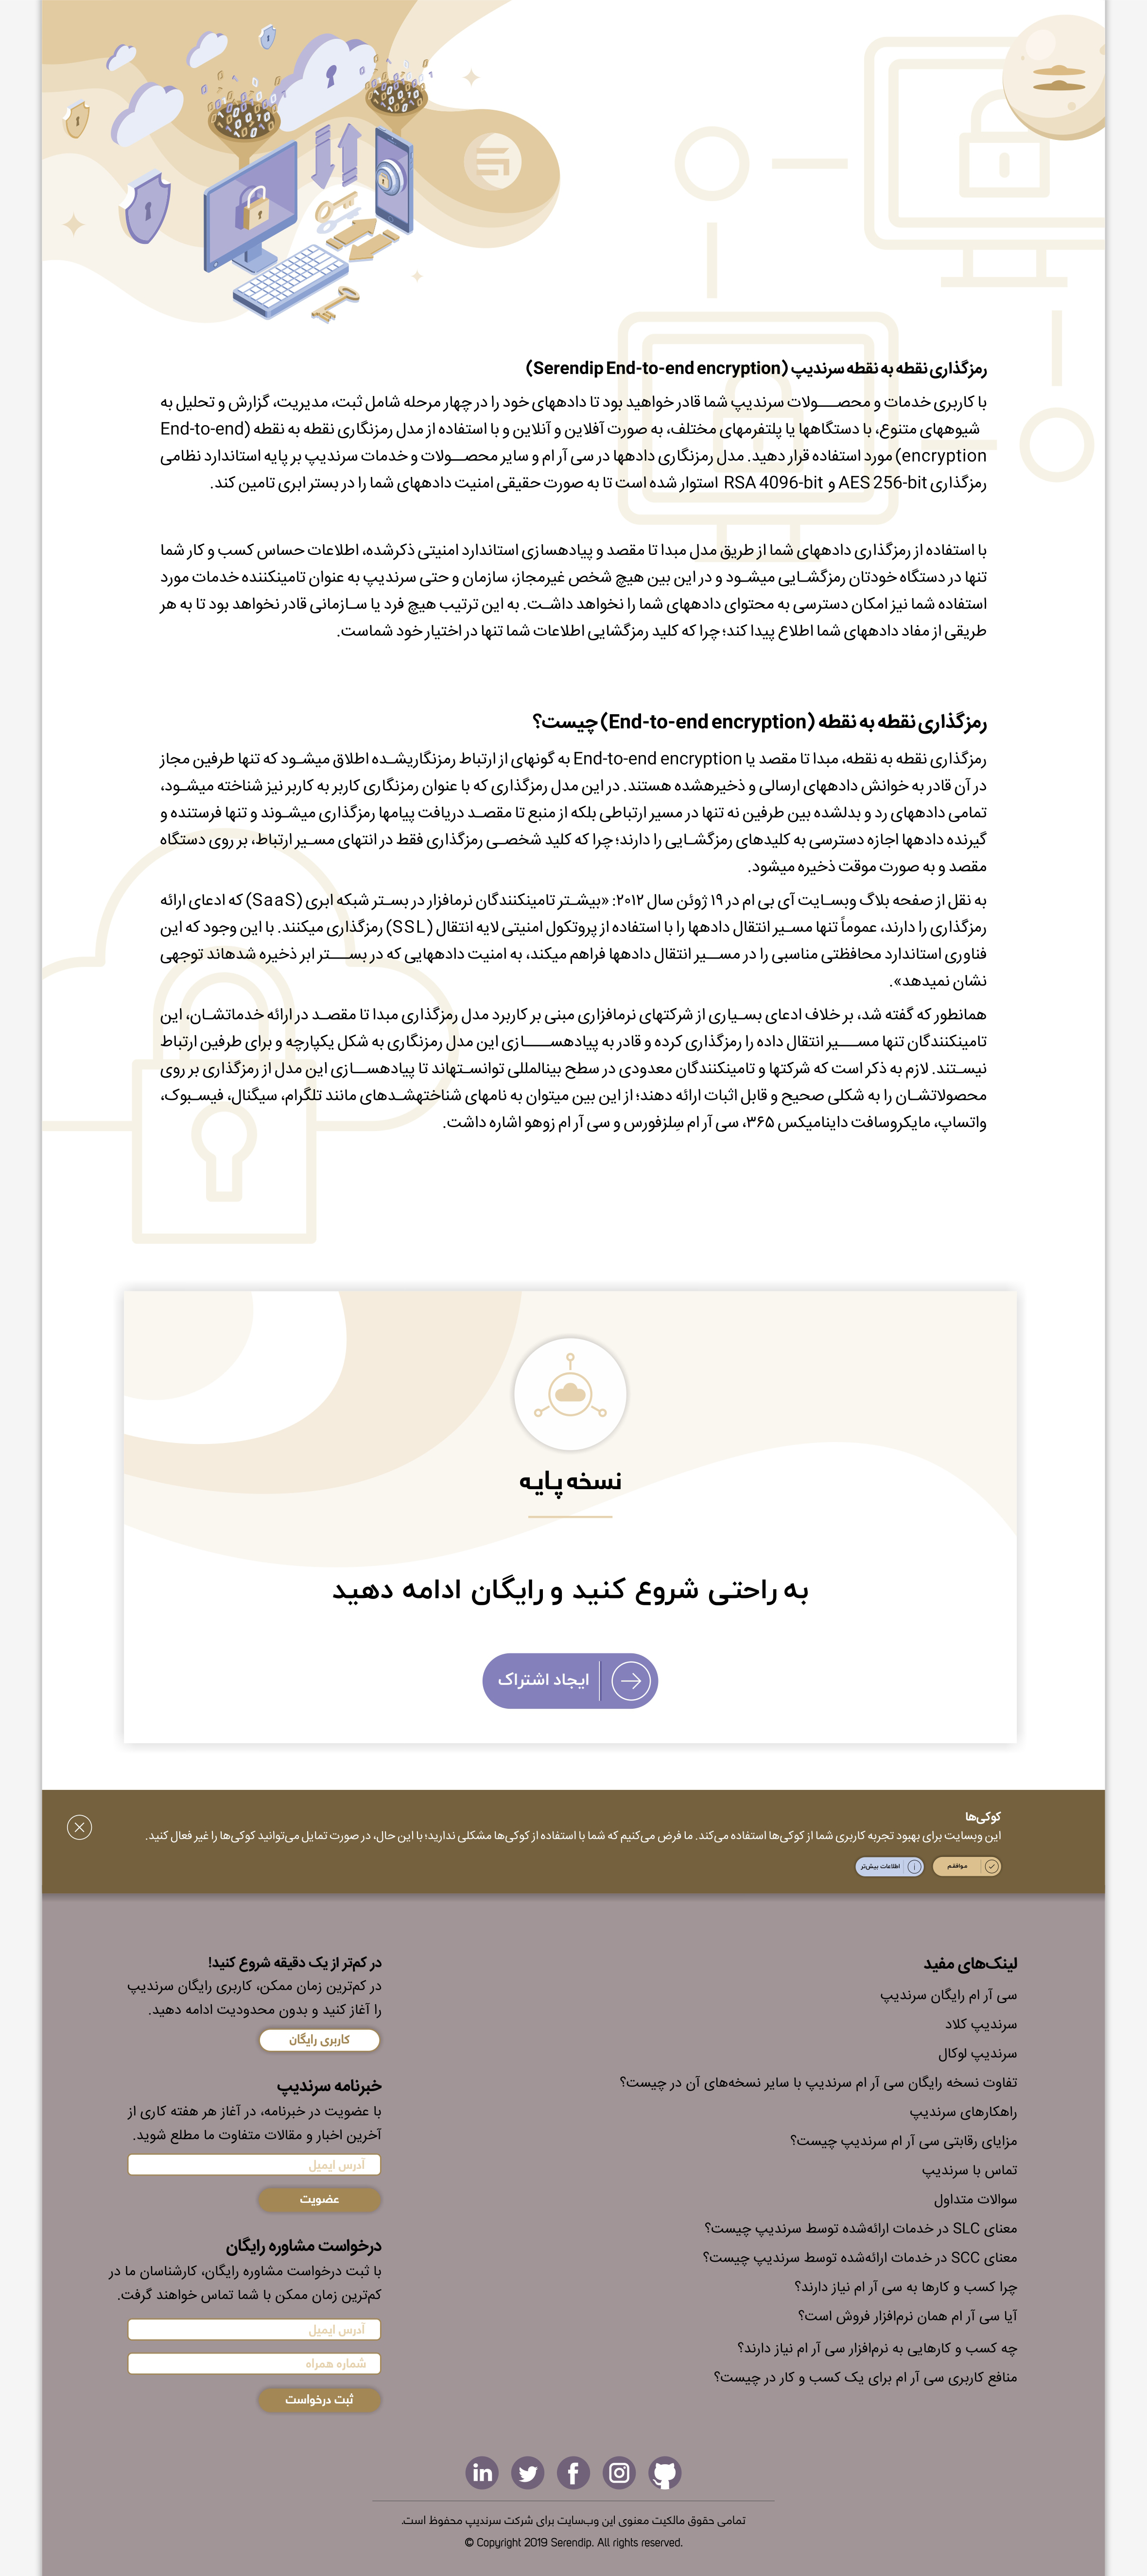 رمزگذاری نقطه به نقطه سرندیپ (Serendip End-to-end encryption)
با کاربری خدمات و محصـــولات سرندیپ شما قادر خواهید بود تا دادههای خود را در چهار مرحله شامل ثبت، مدیریت، گزارش و تحلیل به
شیوههای متنوع، با دستگاهها یا پلتفرمهای مختلف، به صورت آفلاین و آنلاین و با استفاده از مدل رمزنگاری نقطه به نقطه (End-to-end
encryption) مورد استفاده قرار دهید. مدل رمزنگاری دادهها در سی آر ام و سایر محصــولات و خدمات سرندیپ بر پایه استاندارد نظامی
رمزگذاری AES 256-bit و RSA 4096-bit استوار شده است تا به صورت حقیقی امنیت دادههای شما را در بستر ابری تامین کند.
با استفاده از رمزگذاری دادههای شما از طریق مدل مبدا تا مقصد و پیادهسازی استاندارد امنیتی ذکرشده، اطلاعات حساس کسب و کار شما
تنها در دستگاه خودتان رمزگشـایی میشـود و در این بین هیچ شخص غیرمجاز، سازمان و حتی سرندیپ به عنوان تامینکننده خدمات مورد
استفاده شما نیز امکان دسترسی به محتوای دادههای شما را نخواهد داشـت. به این ترتیب هیچ فرد یا سـازمانی قادر نخواهد بود تا به هر
طریقی از مفاد دادههای شما اطلاع پیدا کند؛ چرا که کلید رمزگشایی اطلاعات شما تنها در اختیار خود شماست.
رمزگذاری نقطه به نقطه (End-to-end encryption) چیست؟
رمزگذاری نقطه به نقطه، مبدا تا مقصد یا End-to-end encryption به گونهای از ارتباط رمزنگاریشـده اطلاق میشـود که تنها طرفین مجاز
در آن قادر به خوانش دادههای ارسالی و ذخیرهشده هستند. در این مدل رمزگذاری که با عنوان رمزنگاری کاربر به کاربر نیز شناخته میشـود،
تمامی دادههای رد و بدلشده بین طرفین نه تنها در مسیر ارتباطی بلکه از منبع تا مقصـد دریافت پیامها رمزگذاری میشـوند و تنها فرستنده و
گیرنده دادهها اجازه دسترسی به کلیدهای رمزگشـایی را دارند؛ چرا که کلید شخصـی رمزگذاری فقط در انتهای مسـیر ارتباط، بر روی دستگاه
مقصد و به صورت موقت ذخیره میشود.
به نقل از صفحه بلاگ وبسـایت آی بی ام در ۱۹ ژوئن سال ۲۰۱۲: «بیشـتر تامینکنندگان نرمافزار در بسـتر شبکه ابری (SaaS) که ادعای ارائه
رمزگذاری را دارند، عموماً تنها مسـیر انتقال دادهها را با استفاده از پروتکول امنیتی لایه انتقال (SSL) رمزگذاری میکنند. با این وجود که این
فناوری استاندارد محافظتی مناسبی را در مســیر انتقال دادهها فراهم میکند، به امنیت دادههایی که در بســـتر ابر ذخیره شدهاند توجهی
نشان نمیدهد».
همانطور که گفته شد، بر خلاف ادعای بسـیاری از شرکتهای نرمافزاری مبنی بر کاربرد مدل رمزگذاری مبدا تا مقصـد در ارائه خدماتشـان، این
تامینکنندگان تنها مســـیر انتقال داده را رمزگذاری کرده و قادر به پیادهســــازی این مدل رمزنگاری به شکل یکپارچه و برای طرفین ارتباط
نیسـتند. لازم به ذکر است که شرکتها و تامینکنندگان معدودی در سطح بینالمللی توانسـتهاند تا پیادهســازی این مدل از رمزگذاری بر روی
محصولاتشـان را به شکلی صحیح و قابل اثبات ارائه دهند؛ از این بین میتوان به نامهای شناختهشـدهای مانند تلگرام، سیگنال، فیسـبوک،
واتساپ، مایکروسافت داینامیکس ۳۶۵، سی آر ام سِلزفورس و سی آر ام زوهو اشاره داشت.
نسخه پایه
به راحتی شروع کنید و رایگان ادامه دهید
ایجاد اشتراک
کوکی‌ها
این وبسایت برای بهبود تجربه کاربری شما از کوکی‌ها استفاده می‌کند. ما فرض می‌کنیم که شما با استفاده از کوکی‌ها مشکلی ندارید؛ با این حال، در صورت تمایل می‌توانید کوکی‌ها را غیر فعال کنید.
موافقم
اطلاعات بیش‌تر
لینک‌های مفید
سی آر ام رایگان سرندیپ
سرندیپ کلاد
سرندیپ لوکال
تفاوت نسخه رایگان سی آر ام سرندیپ با سایر نسخه‌های آن در چیست؟
راهکارهای سرندیپ
مزایای رقابتی سی آر ام سرندیپ چیست؟
تماس با سرندیپ
سوالات متداول
معنای SLC در خدمات ارائه‌شده توسط سرندیپ چیست؟
معنای SCC در خدمات ارائه‌شده توسط سرندیپ چیست؟
چرا کسب و کارها به سی آر ام نیاز دارند؟
آیا سی آر ام همان نرم‌افزار فروش است؟
چه کسب و کارهایی به نرم‌افزار سی آر ام نیاز دارند؟
منافع کاربری سی آر ام برای یک کسب و کار در چیست؟
در کم‌تر از یک دقیقه شروع کنید!
در کم‌ترین زمان ممکن، کاربری رایگان سرندیپ
را آغاز کنید و بدون محدودیت ادامه دهید.
کاربری رایگان
خبرنامه سرندیپ
با عضویت در خبرنامه، در آغاز هر هفته کاری از
آخرین اخبار و مقالات متفاوت ما مطلع شوید.
آدرس ایمیل
عضویت
درخواست مشاوره رایگان
با ثبت درخواست مشاوره رایگان، کارشناسان ما در
کم‌ترین زمان ممکن با شما تماس خواهند گرفت.
آدرس ایمیل
شماره همراه
ثبت درخواست
تمامی حقوق مالکیت معنوی این وب‌سایت برای شرکت سرندیپ محفوظ است.
© Copyright 2019 Serendip. All rights reserved.